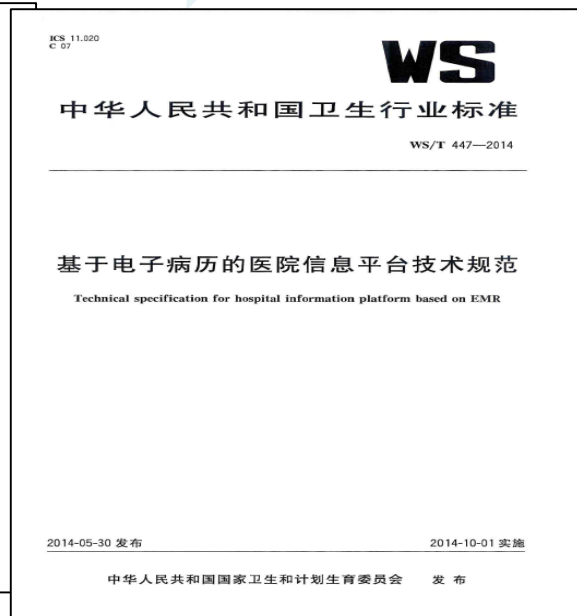 ICS 11.020
C 07
WS
中华人民共和国卫生行业标准
WS/T 447—2014
基于电子病历的医院信息平台技术规范
Technical specification for hospital information platform based on EMR
2014-05-30 发布
2014-10-01 实施
中华人民共和国国家卫生和计划生育委员会 发 布